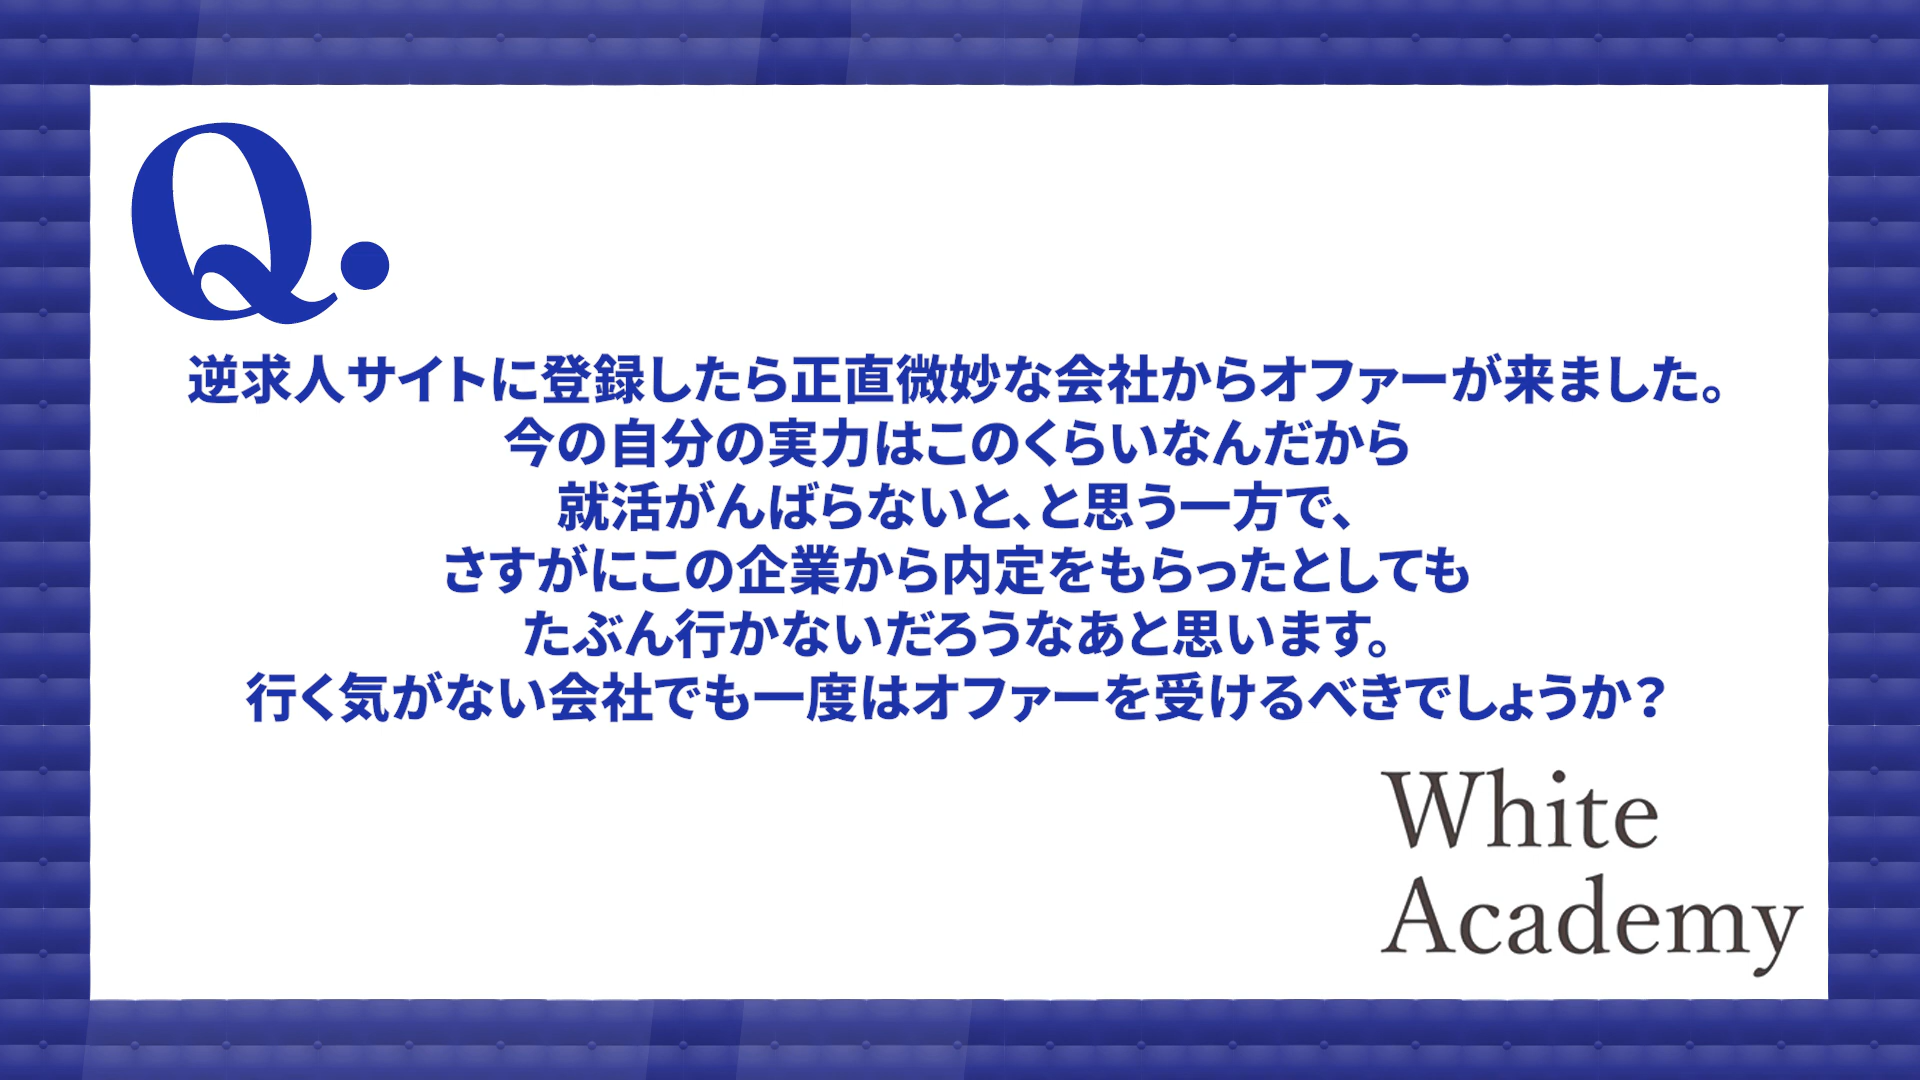 Q.
逆求人サイトに登録したら正直微妙な会社からオファーが来ました。
今の自分の実力はこのくらいなんだから
就活がんばらないと、と思う一方で、
さすがにこの企業から内定をもらったとしても
たぶん行かないだろうなあと思います。
行く気がない会社でも一度はオファーを受けるべきでしょうか？
White
Academy